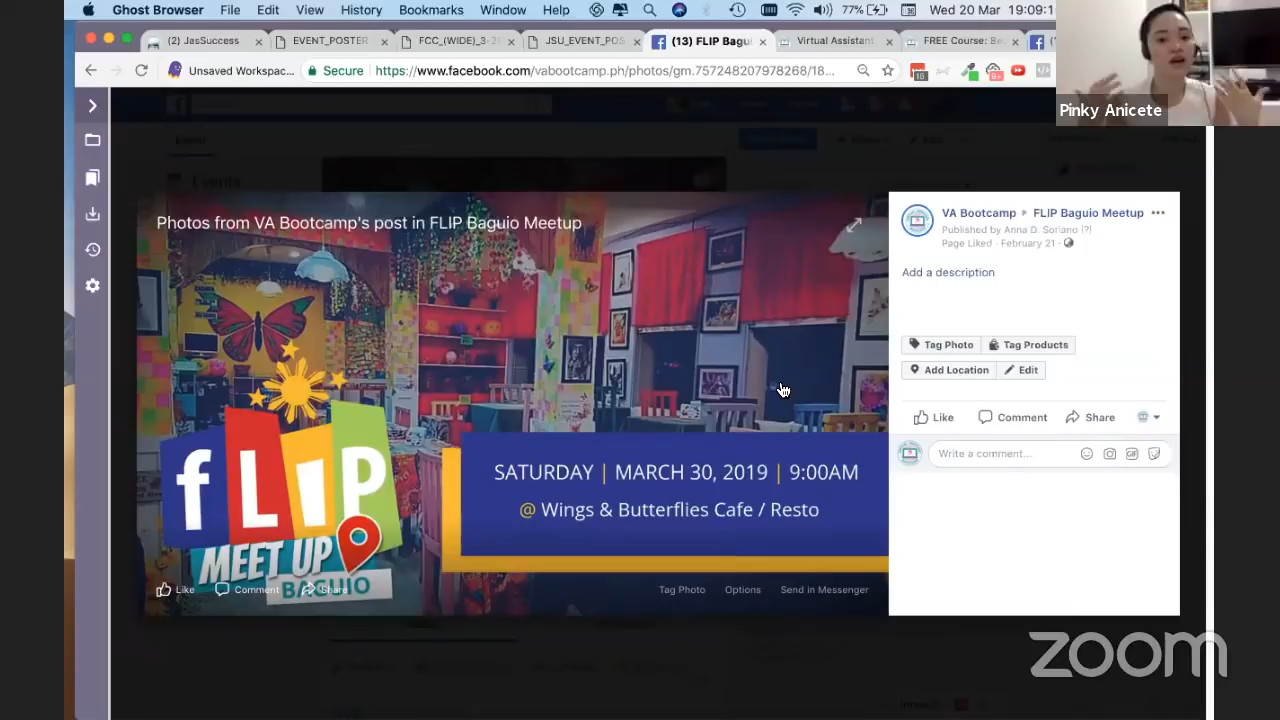 Ghost Browser File Edit View History Bookmarks Window Help 77% Wed 20 Mar 19:09:1
(2) JasSuccess EVENT_POSTER FCC_(WIDE)_3-2 JSU_EVENT_POS (13) FLIP Bagui Virtual Assistant FREE Course: Be
Unsaved Workspac... Secure https://www.facebook.com/vabootcamp.ph/photos/gm.757248207978268/18...
Pinky Anicete
Events
Photos from VA Bootcamp's post in FLIP Baguio Meetup
VA Bootcamp FLIP Baguio Meetup
Published by Anna D. Soriano [?]
Page Liked · February 21 ·
Add a description
Tag Photo Tag Products
Add Location Edit
Like Comment Share
Write a comment... GIF
fLIP
MEET UP
BAGUIO
SATURDAY | MARCH 30, 2019 | 9:00AM
@ Wings & Butterflies Cafe / Resto
Like Comment Share Tag Photo Options Send in Messenger
zoom